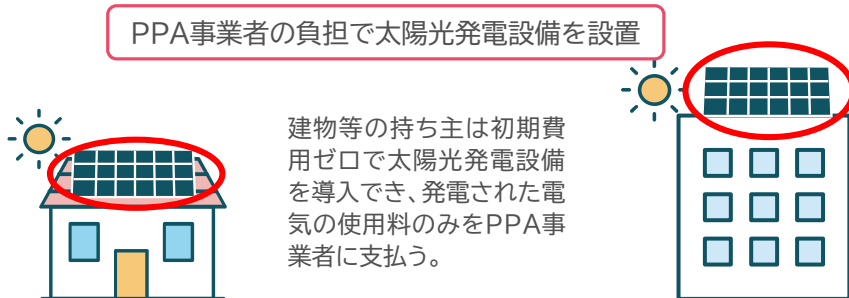 PPA事業者の負担で太陽光発電設備を設置
建物等の持ち主は初期費
用ゼロで太陽光発電設備
を導入でき、発電された電
気の使用料のみをPPA事
業者に支払う。